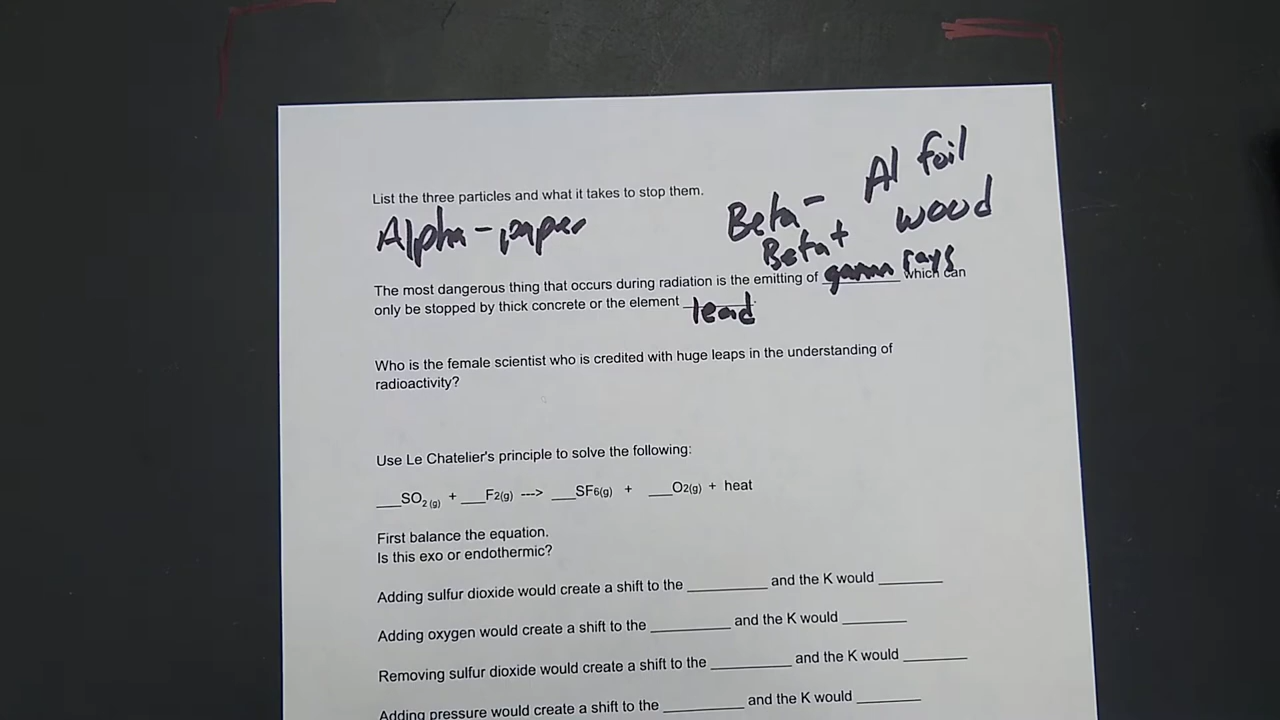 List the three particles and what it takes to stop them.
Alpha - paper
Beta - Al foil
Beta + wood
The most dangerous thing that occurs during radiation is the emitting of gamma rays which can
only be stopped by thick concrete or the element lead.
Who is the female scientist who is credited with huge leaps in the understanding of
radioactivity?
Use Le Chatelier's principle to solve the following:
___SO2 (g) + ___F2(g) ---> ___SF6(g) + ___O2(g) + heat
First balance the equation.
Is this exo or endothermic?
Adding sulfur dioxide would create a shift to the __________ and the K would ________
Adding oxygen would create a shift to the __________ and the K would ________
Removing sulfur dioxide would create a shift to the __________ and the K would ________
Adding pressure would create a shift to the __________ and the K would ________